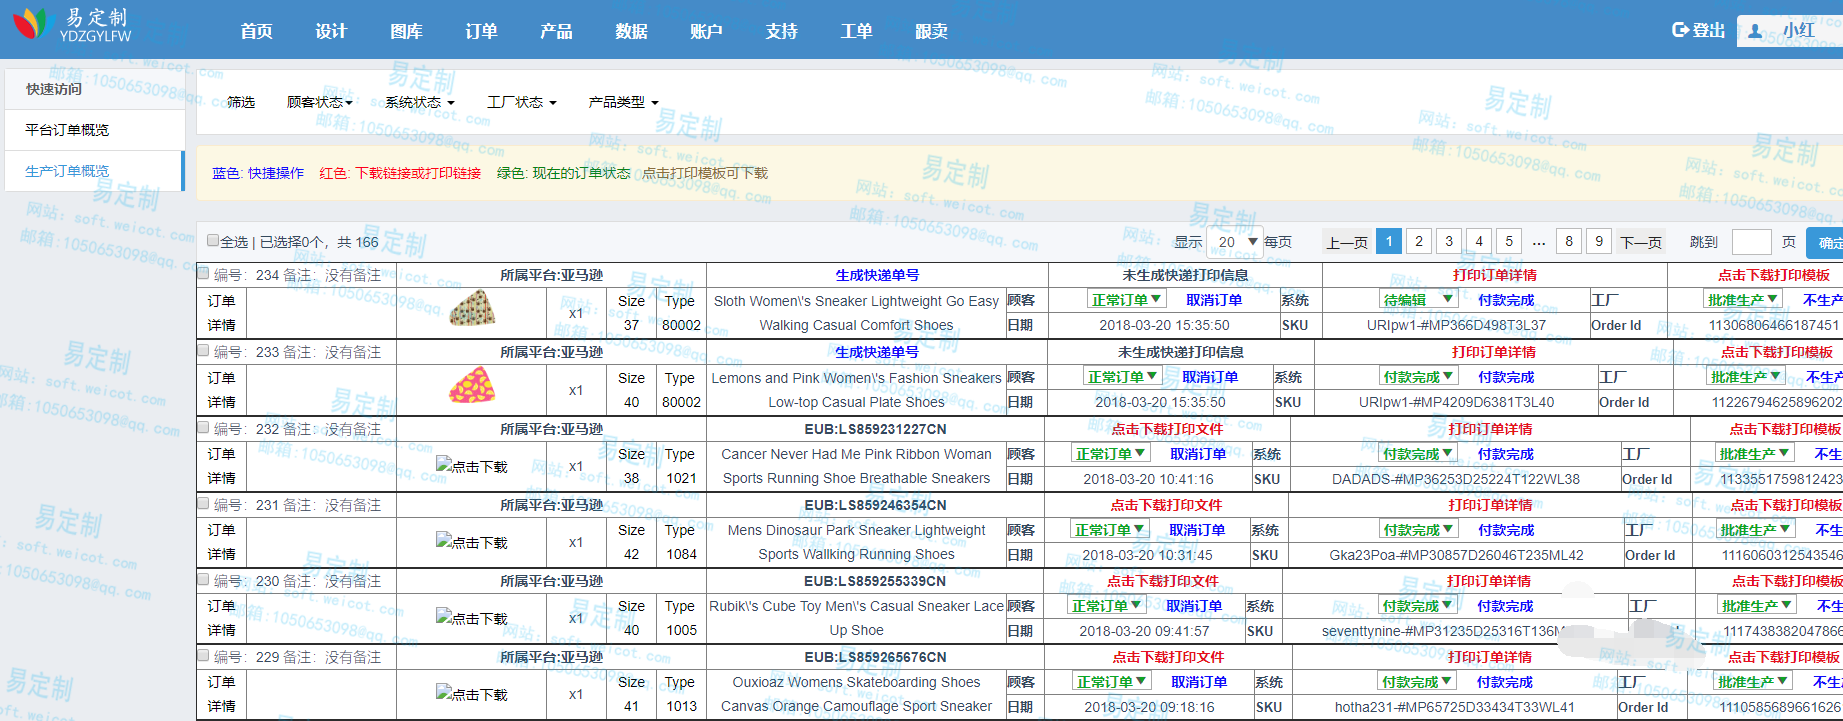 易定制
YDZGYLFW
首页 设计 图库 订单 产品 数据 账户 支持 工单 跟卖
登出 小红
快速访问
平台订单概览
生产订单概览
筛选 顾客状态 系统状态 工厂状态 产品类型
蓝色: 快捷操作 红色: 下载链接或打印链接 绿色: 现在的订单状态 点击打印模板可下载
全选 | 已选择0个，共 166
显示 20 每页 上一页 1 2 3 4 5 ... 8 9 下一页 跳到 页 确定
编号：234 备注：没有备注 所属平台:亚马逊 生成快递单号 未生成快递打印信息 打印订单详情 点击下载打印模板
订单 Size Type Sloth Women\'s Sneaker Lightweight Go Easy 顾客 正常订单 取消订单 系统 待编辑 付款完成 工厂 批准生产 不生产
x1
详情 37 80002 Walking Casual Comfort Shoes 日期 2018-03-20 15:35:50 SKU URIpw1-#MP366D498T3L37 Order Id 11306806466187451
编号：233 备注：没有备注 所属平台:亚马逊 生成快递单号 未生成快递打印信息 打印订单详情 点击下载打印模板
订单 Size Type Lemons and Pink Women\'s Fashion Sneakers 顾客 正常订单 取消订单 系统 付款完成 付款完成 工厂 批准生产 不生产
x1
详情 40 80002 Low-top Casual Plate Shoes 日期 2018-03-20 15:35:50 SKU URIpw1-#MP4209D6381T3L40 Order Id 11226794625896202
编号：232 备注：没有备注 所属平台:亚马逊 EUB:LS859231227CN 点击下载打印文件 打印订单详情 点击下载打印模板
订单 Size Type Cancer Never Had Me Pink Ribbon Woman 顾客 正常订单 取消订单 系统 付款完成 付款完成 工厂 批准生产 不生
点击下载 x1
详情 38 1021 Sports Running Shoe Breathable Sneakers 日期 2018-03-20 10:41:16 SKU DADADS-#MP36253D25224T122WL38 Order Id 1133551759812423
编号：231 备注：没有备注 所属平台:亚马逊 EUB:LS859246354CN 点击下载打印文件 打印订单详情 点击下载打印模板
订单 Size Type Mens Dinosaur Park Sneaker Lightweight 顾客 正常订单 取消订单 系统 付款完成 付款完成 工厂 批准生产 不生
点击下载 x1
详情 42 1084 Sports Wallking Running Shoes 日期 2018-03-20 10:31:45 SKU Gka23Poa-#MP30857D26046T235ML42 Order Id 1116060312543546
编号：230 备注：没有备注 所属平台:亚马逊 EUB:LS859255339CN 点击下载打印文件 打印订单详情 点击下载打印模板
订单 Size Type Rubik\'s Cube Toy Men\'s Casual Sneaker Lace 顾客 正常订单 取消订单 系统 付款完成 付款完成 工厂 批准生产 不生
点击下载 x1
详情 40 1005 Up Shoe 日期 2018-03-20 09:41:57 SKU seventtynine-#MP31235D25316T136M 1117438382047866
编号：229 备注：没有备注 所属平台:亚马逊 EUB:LS859265676CN 点击下载打印文件 打印订单详情 点击下载打印模板
订单 Size Type Ouxioaz Womens Skateboarding Shoes 顾客 正常订单 取消订单 系统 付款完成 付款完成 工厂 批准生产 不生产
点击下载 x1
详情 41 1013 Canvas Orange Camouflage Sport Sneaker 日期 2018-03-20 09:18:16 SKU hotha231-#MP65725D33434T33WL41 Order Id 1110585689661626
易定制
网站：soft.weicot.com
邮箱:1050653098@qq.com